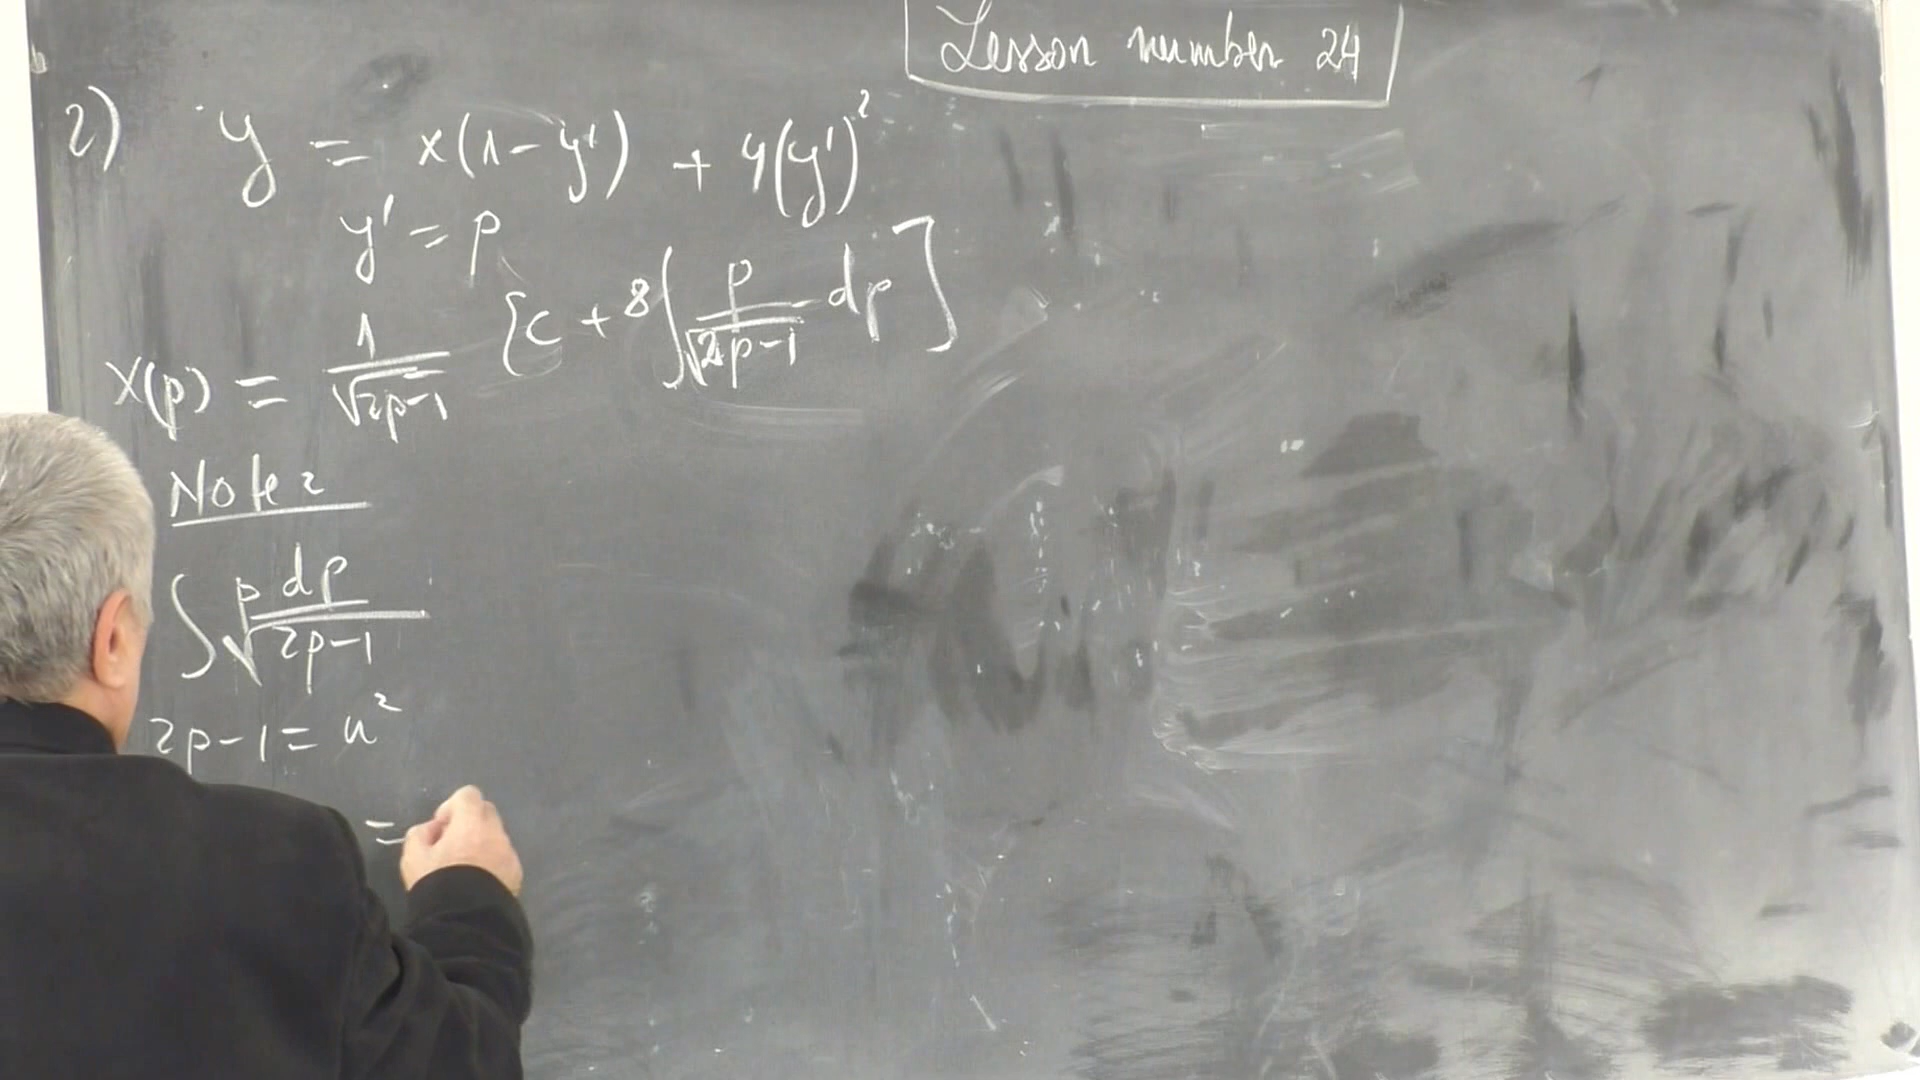 Lesson number 24
2) y = x(1-y') + 4(y')²
y' = p
x(p) = 1/√(2p-1) [c + 8∫ p/√(2p-1) dp]
Note 2
∫ p dp/√(2p-1)
2p-1 = u²
=